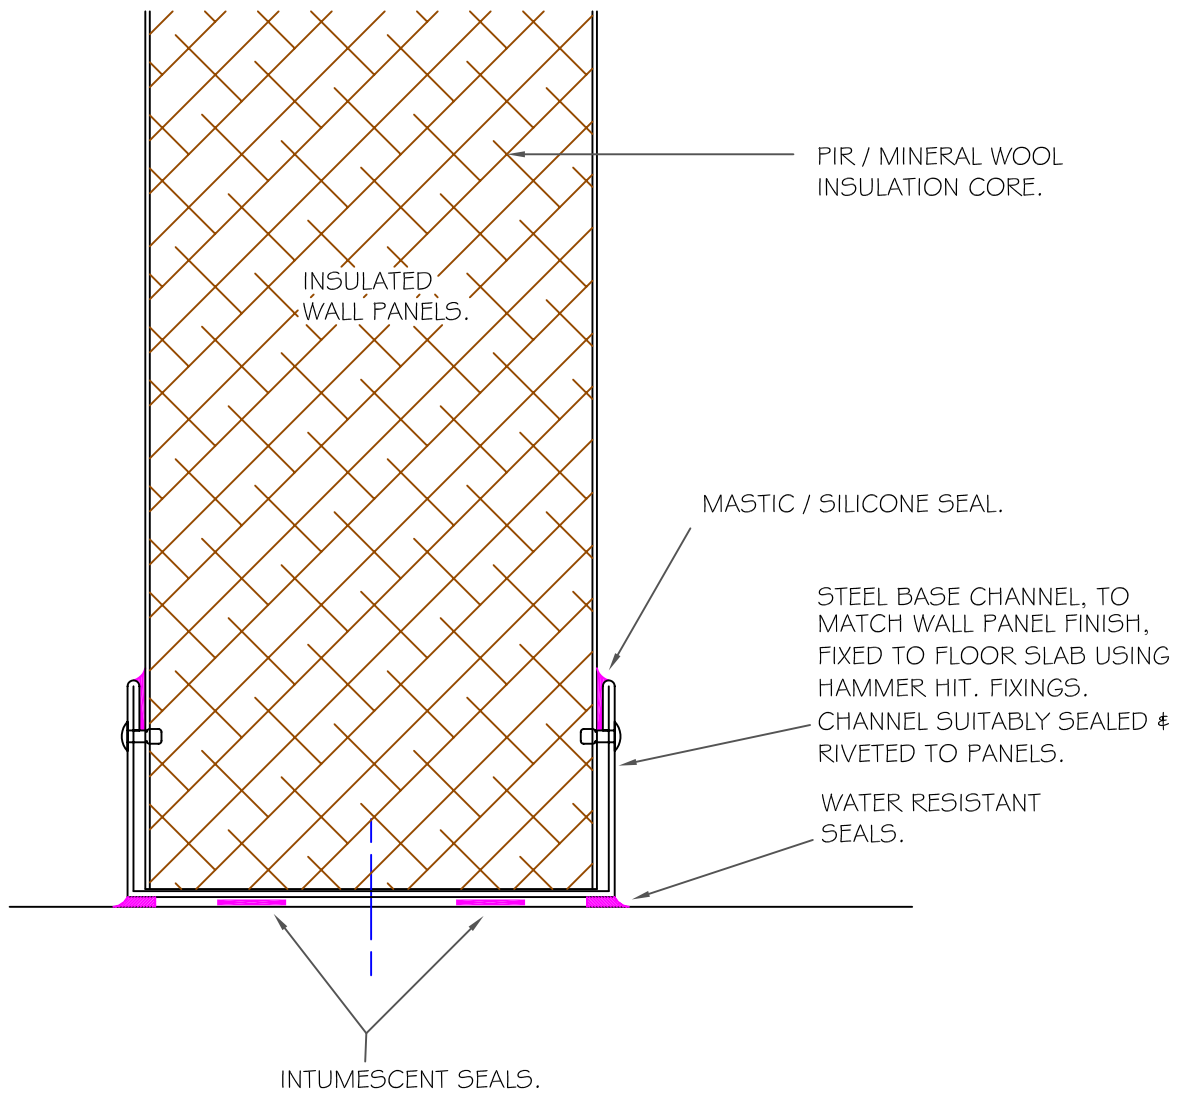 PIR / MINERAL WOOL
INSULATION CORE.
INSULATED
WALL PANELS.
MASTIC / SILICONE SEAL.
STEEL BASE CHANNEL, TO
MATCH WALL PANEL FINISH,
FIXED TO FLOOR SLAB USING
HAMMER HIT. FIXINGS.
CHANNEL SUITABLY SEALED &
RIVETED TO PANELS.
WATER RESISTANT
SEALS.
INTUMESCENT SEALS.